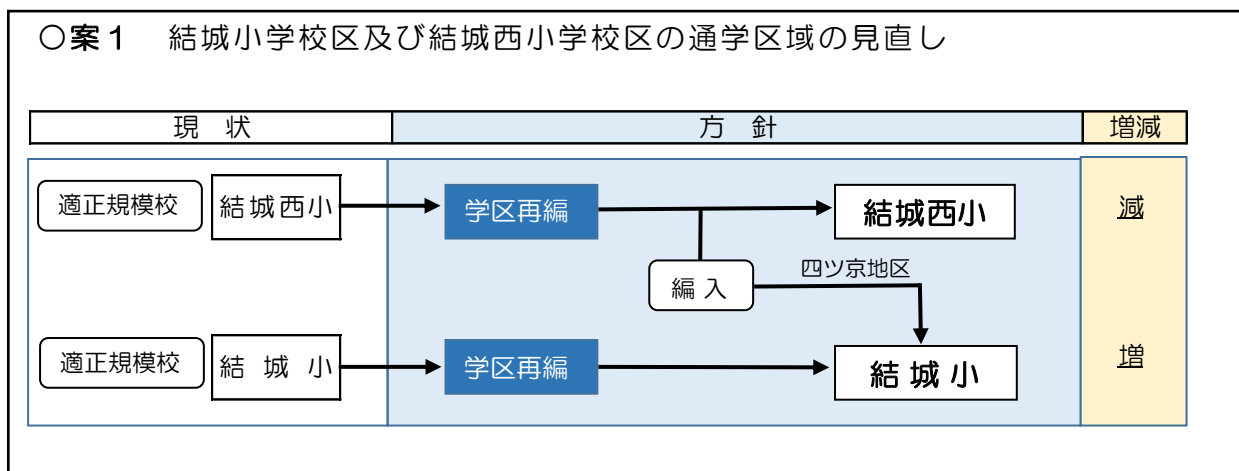 〇案１　結城小学校区及び結城西小学校区の通学区域の見直し
現　状　方　針　増減
適正規模校　結城西小　学区再編　結城西小　減
四ツ京地区
編 入
適正規模校　結　城　小　学区再編　結 城 小　増